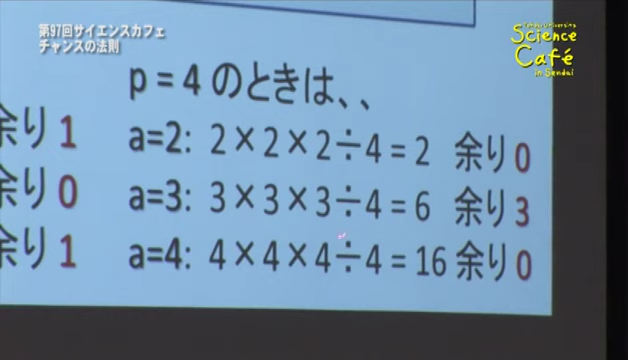 第97回サイエンスカフェ
チャンスの法則
Tohoku University
Science
Café
in Sendai
p = 4 のときは、、
余り 1
a=2: 2×2×2÷4 = 2 余り 0
余り 0
a=3: 3×3×3÷4 = 6 余り 3
余り 1
a=4: 4×4×4÷4 = 16 余り 0